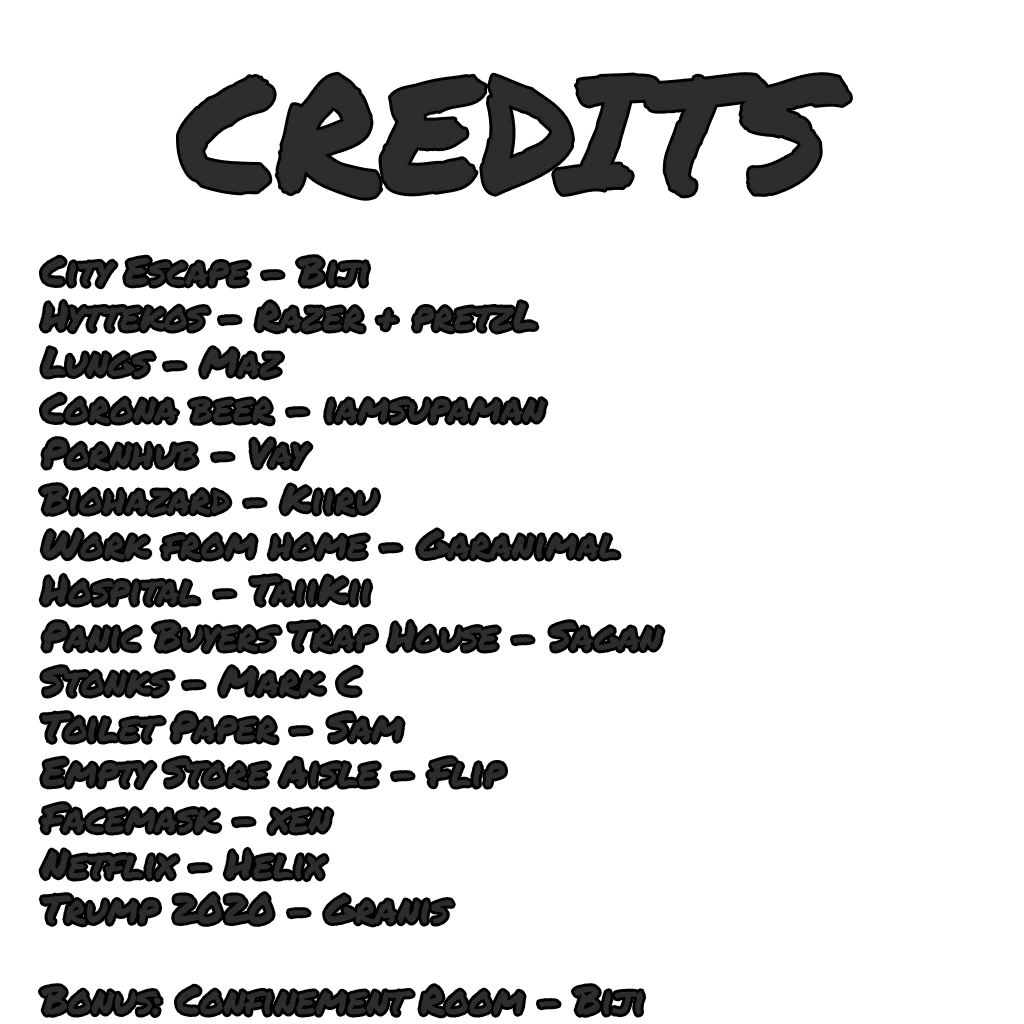 CREDITS
City Escape - Biji
Hyttekos - Razer + pretzL
Lungs - Maz
Corona beer - iamsupaman
Pornhub - Vay
Biohazard - Kiiru
Work from home - Garanimal
Hospital - TaiiKii
Panic Buyers Trap House - Sagan
Stonks - Mark C
Toilet Paper - Sam
Empty Store Aisle - Flip
Facemask - xen
Netflix - Helix
Trump 2020 - Granis
Bonus: Confinement Room - Biji